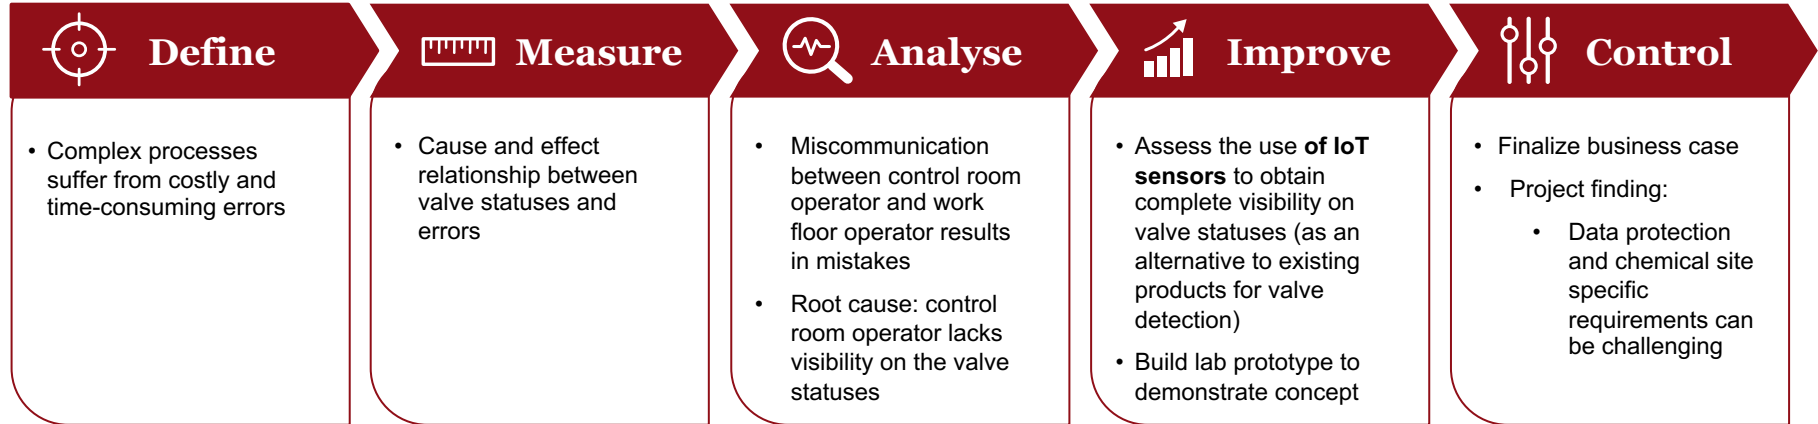 Define
• Complex processes
suffer from costly and
time-consuming errors
Measure
• Cause and effect
relationship between
valve statuses and
errors
Analyse
• Miscommunication
between control room
operator and work
floor operator results
in mistakes
• Root cause: control
room operator lacks
visibility on the valve
statuses
Improve
• Assess the use of IoT
sensors to obtain
complete visibility on
valve statuses (as an
alternative to existing
products for valve
detection)
• Build lab prototype to
demonstrate concept
Control
• Finalize business case
• Project finding:
• Data protection
and chemical site
specific
requirements can
be challenging